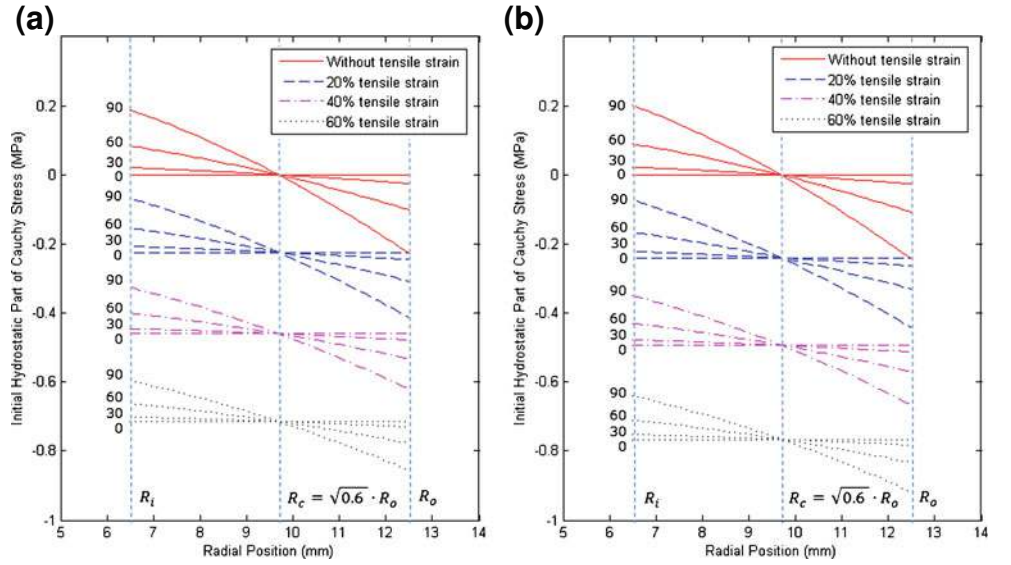 (a)
Without tensile strain
20% tensile strain
40% tensile strain
60% tensile strain
Initial Hydrostatic Part of Cauchy Stress (MPa)
0.2
0
-0.2
-0.4
-0.6
-0.8
-1
90
60
30
0
90
60
30
0
90
60
30
0
90
60
30
0
R_i
R_c = √0.6 · R_o
R_o
5 6 7 8 9 10 11 12 13 14
Radial Position (mm)
(b)
Without tensile strain
20% tensile strain
40% tensile strain
60% tensile strain
Initial Hydrostatic Part of Cauchy Stress (MPa)
0.2
0
-0.2
-0.4
-0.6
-0.8
-1
90
60
30
0
90
60
30
0
90
60
30
0
90
60
30
0
R_i
R_c = √0.6 · R_o
R_o
5 6 7 8 9 10 11 12 13 14
Radial Position (mm)